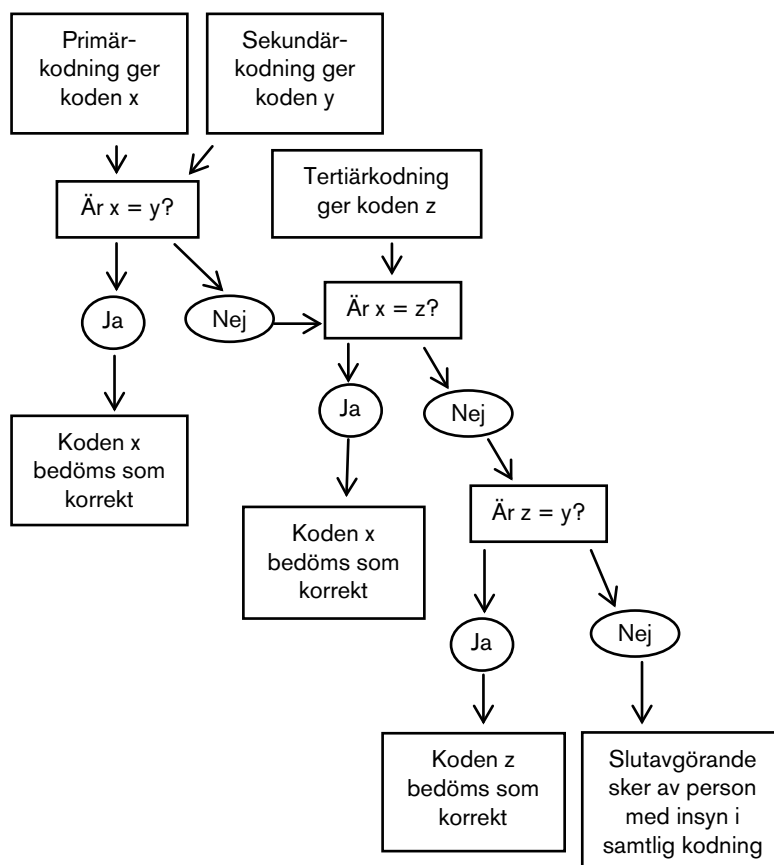 Primär-
kodning ger
koden x
Sekundär-
kodning ger
koden y
Är x = y?
Tertiärkodning
ger koden z
Ja
Nej
Är x = z?
Koden x
bedöms som
korrekt
Ja
Nej
Koden x
bedöms som
korrekt
Är z = y?
Ja
Nej
Koden z
bedöms som
korrekt
Slutavgörande
sker av person
med insyn i
samtlig kodning